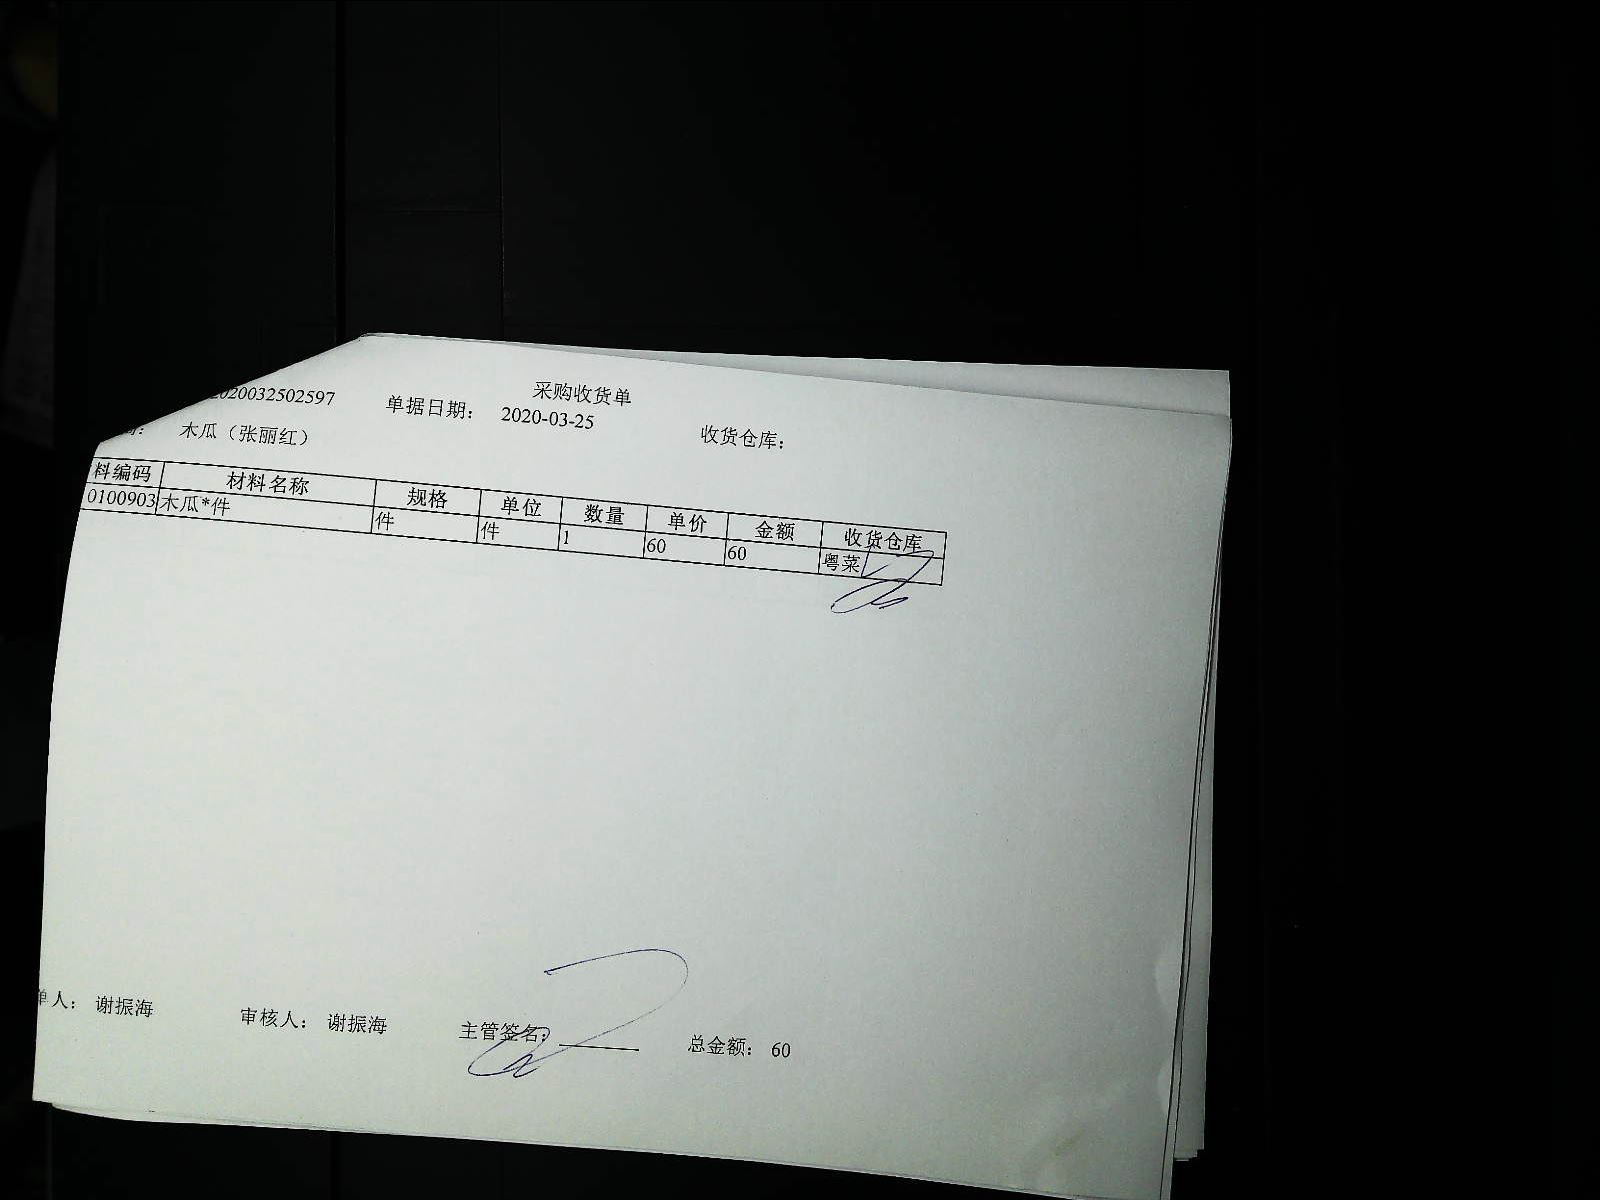 采购收货单
2020032502597 单据日期： 2020-03-25 收货仓库：
商： 木瓜（张丽红）
料编码 材料名称 规格 单位 数量 单价 金额 收货仓库
0100903 木瓜*件 件 件 1 60 60 粤菜
单人： 谢振海 审核人： 谢振海 主管签名： 总金额： 60